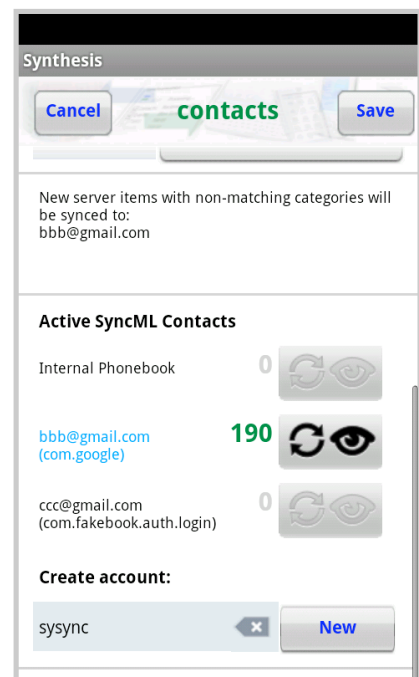 Synthesis
Cancel
contacts
Save
New server items with non-matching categories will
be synced to:
bbb@gmail.com
Active SyncML Contacts
Internal Phonebook
0
bbb@gmail.com
(com.google)
190
ccc@gmail.com
(com.fakebook.auth.login)
0
Create account:
sysync
New